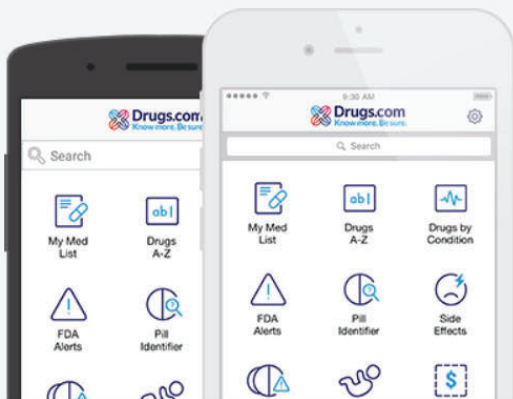 Drugs.com
Know more. Be sure.
Search
My Med
List
Drugs
A-Z
FDA
Alerts
Pill
Identifier
9:30 AM
Drugs.com
Know more. Be sure.
Search
My Med
List
abl
Drugs
A-Z
Drugs by
Condition
FDA
Alerts
Pill
Identifier
Side
Effects
$